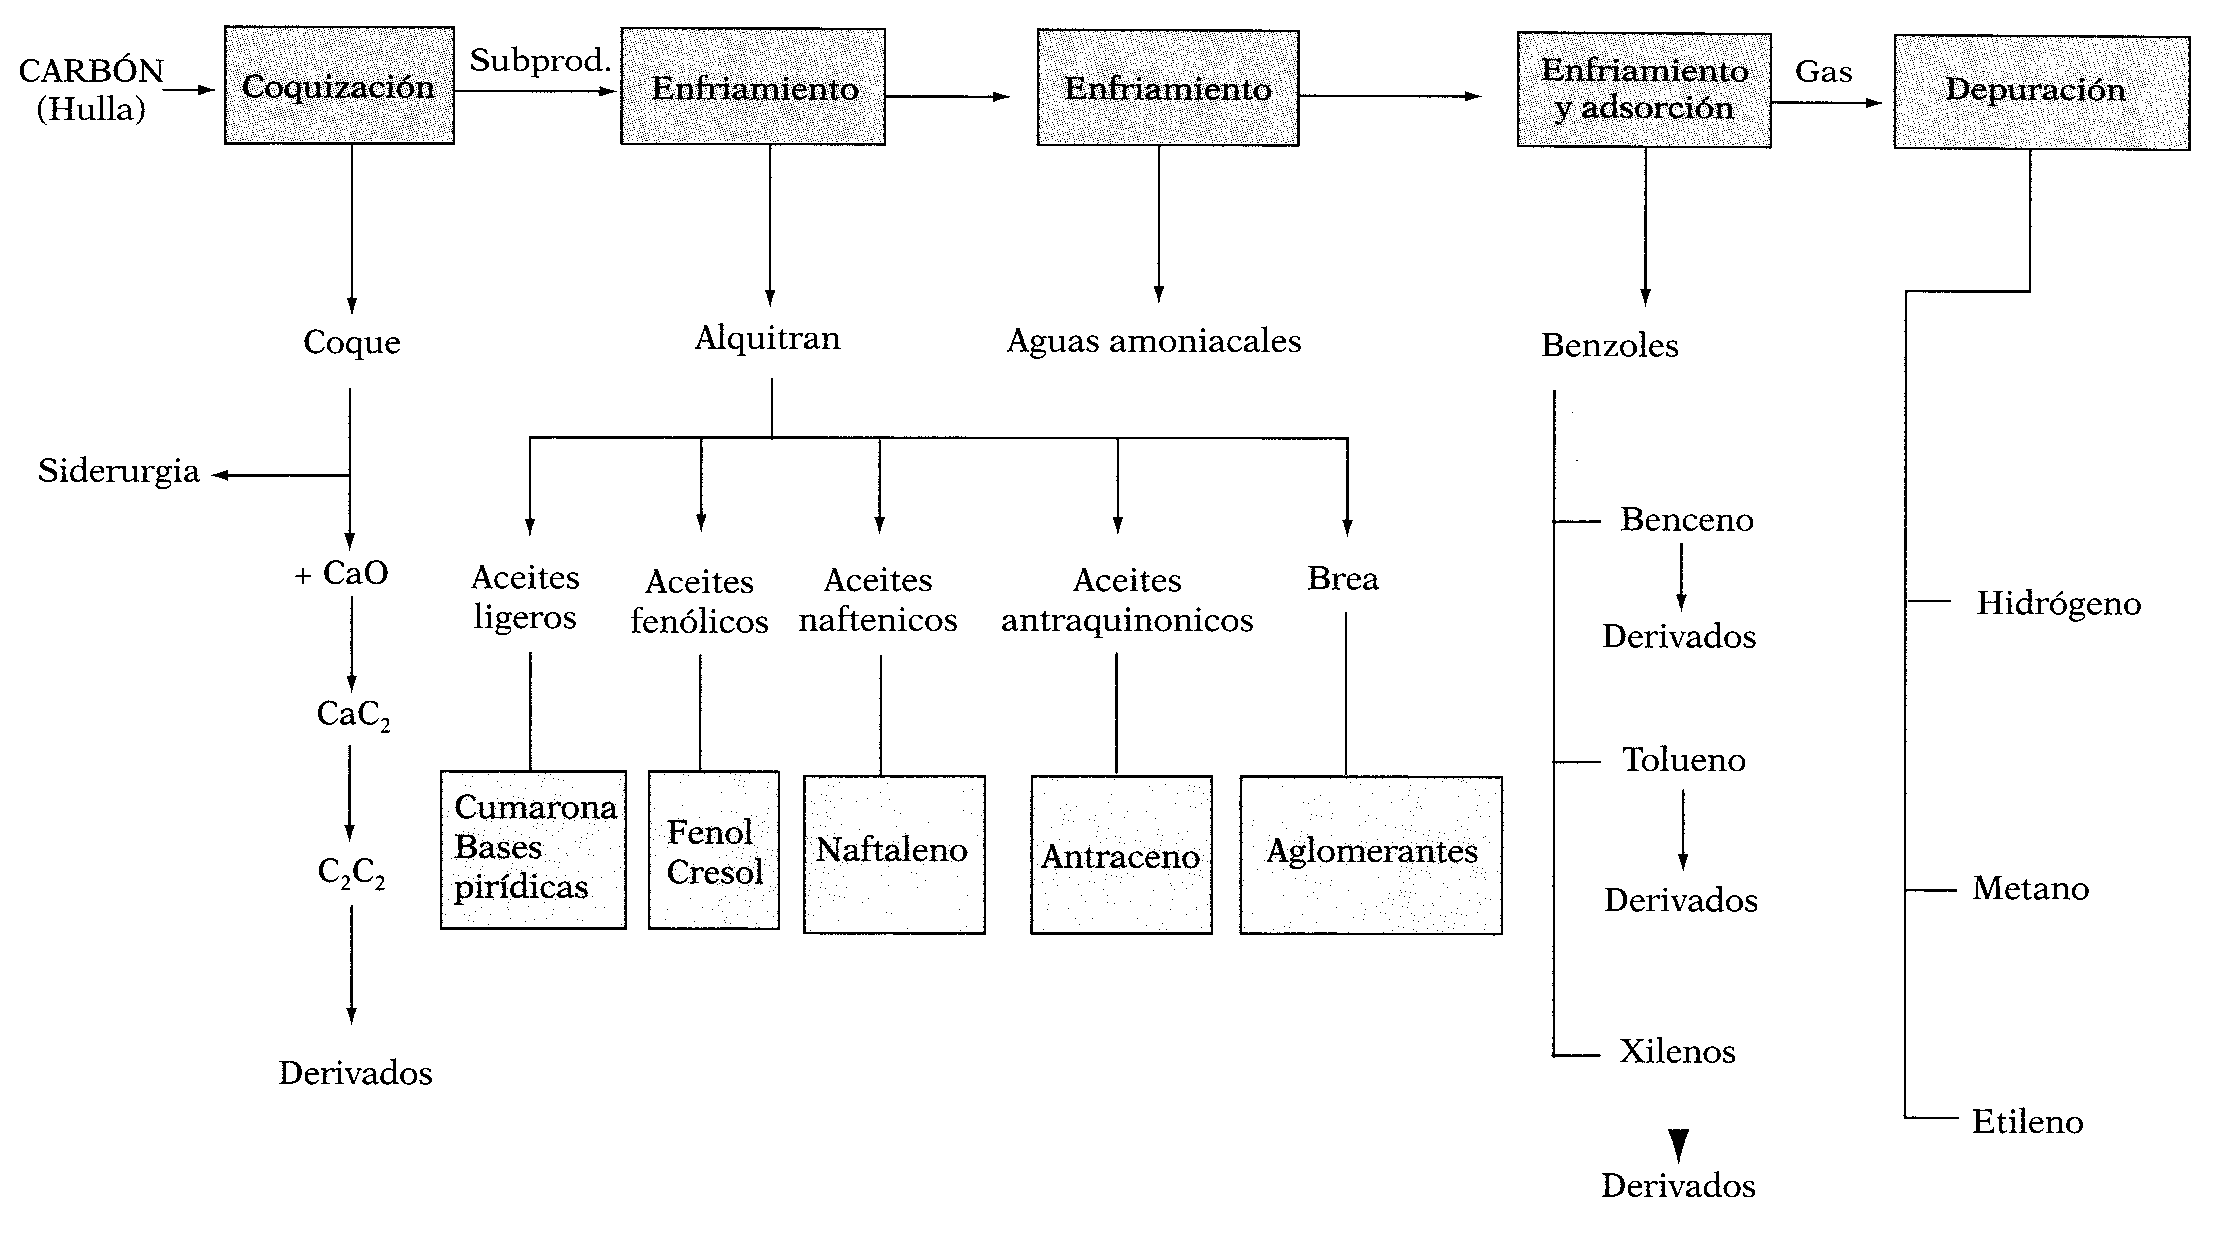 CARBÓN
(Hulla)
Coquización
Subprod.
Enfriamiento
Enfriamiento
Enfriamiento
y adsorción
Gas
Depuración
Coque
Alquitran
Aguas amoniacales
Benzoles
Siderurgia
+ CaO
CaC₂
C₂C₂
Derivados
Aceites
ligeros
Aceites
fenólicos
Aceites
naftenicos
Aceites
antraquinonicos
Brea
Cumarona
Bases
pirídicas
Fenol
Cresol
Naftaleno
Antraceno
Aglomerantes
Benceno
Derivados
Tolueno
Derivados
Xilenos
Derivados
Hidrógeno
Metano
Etileno